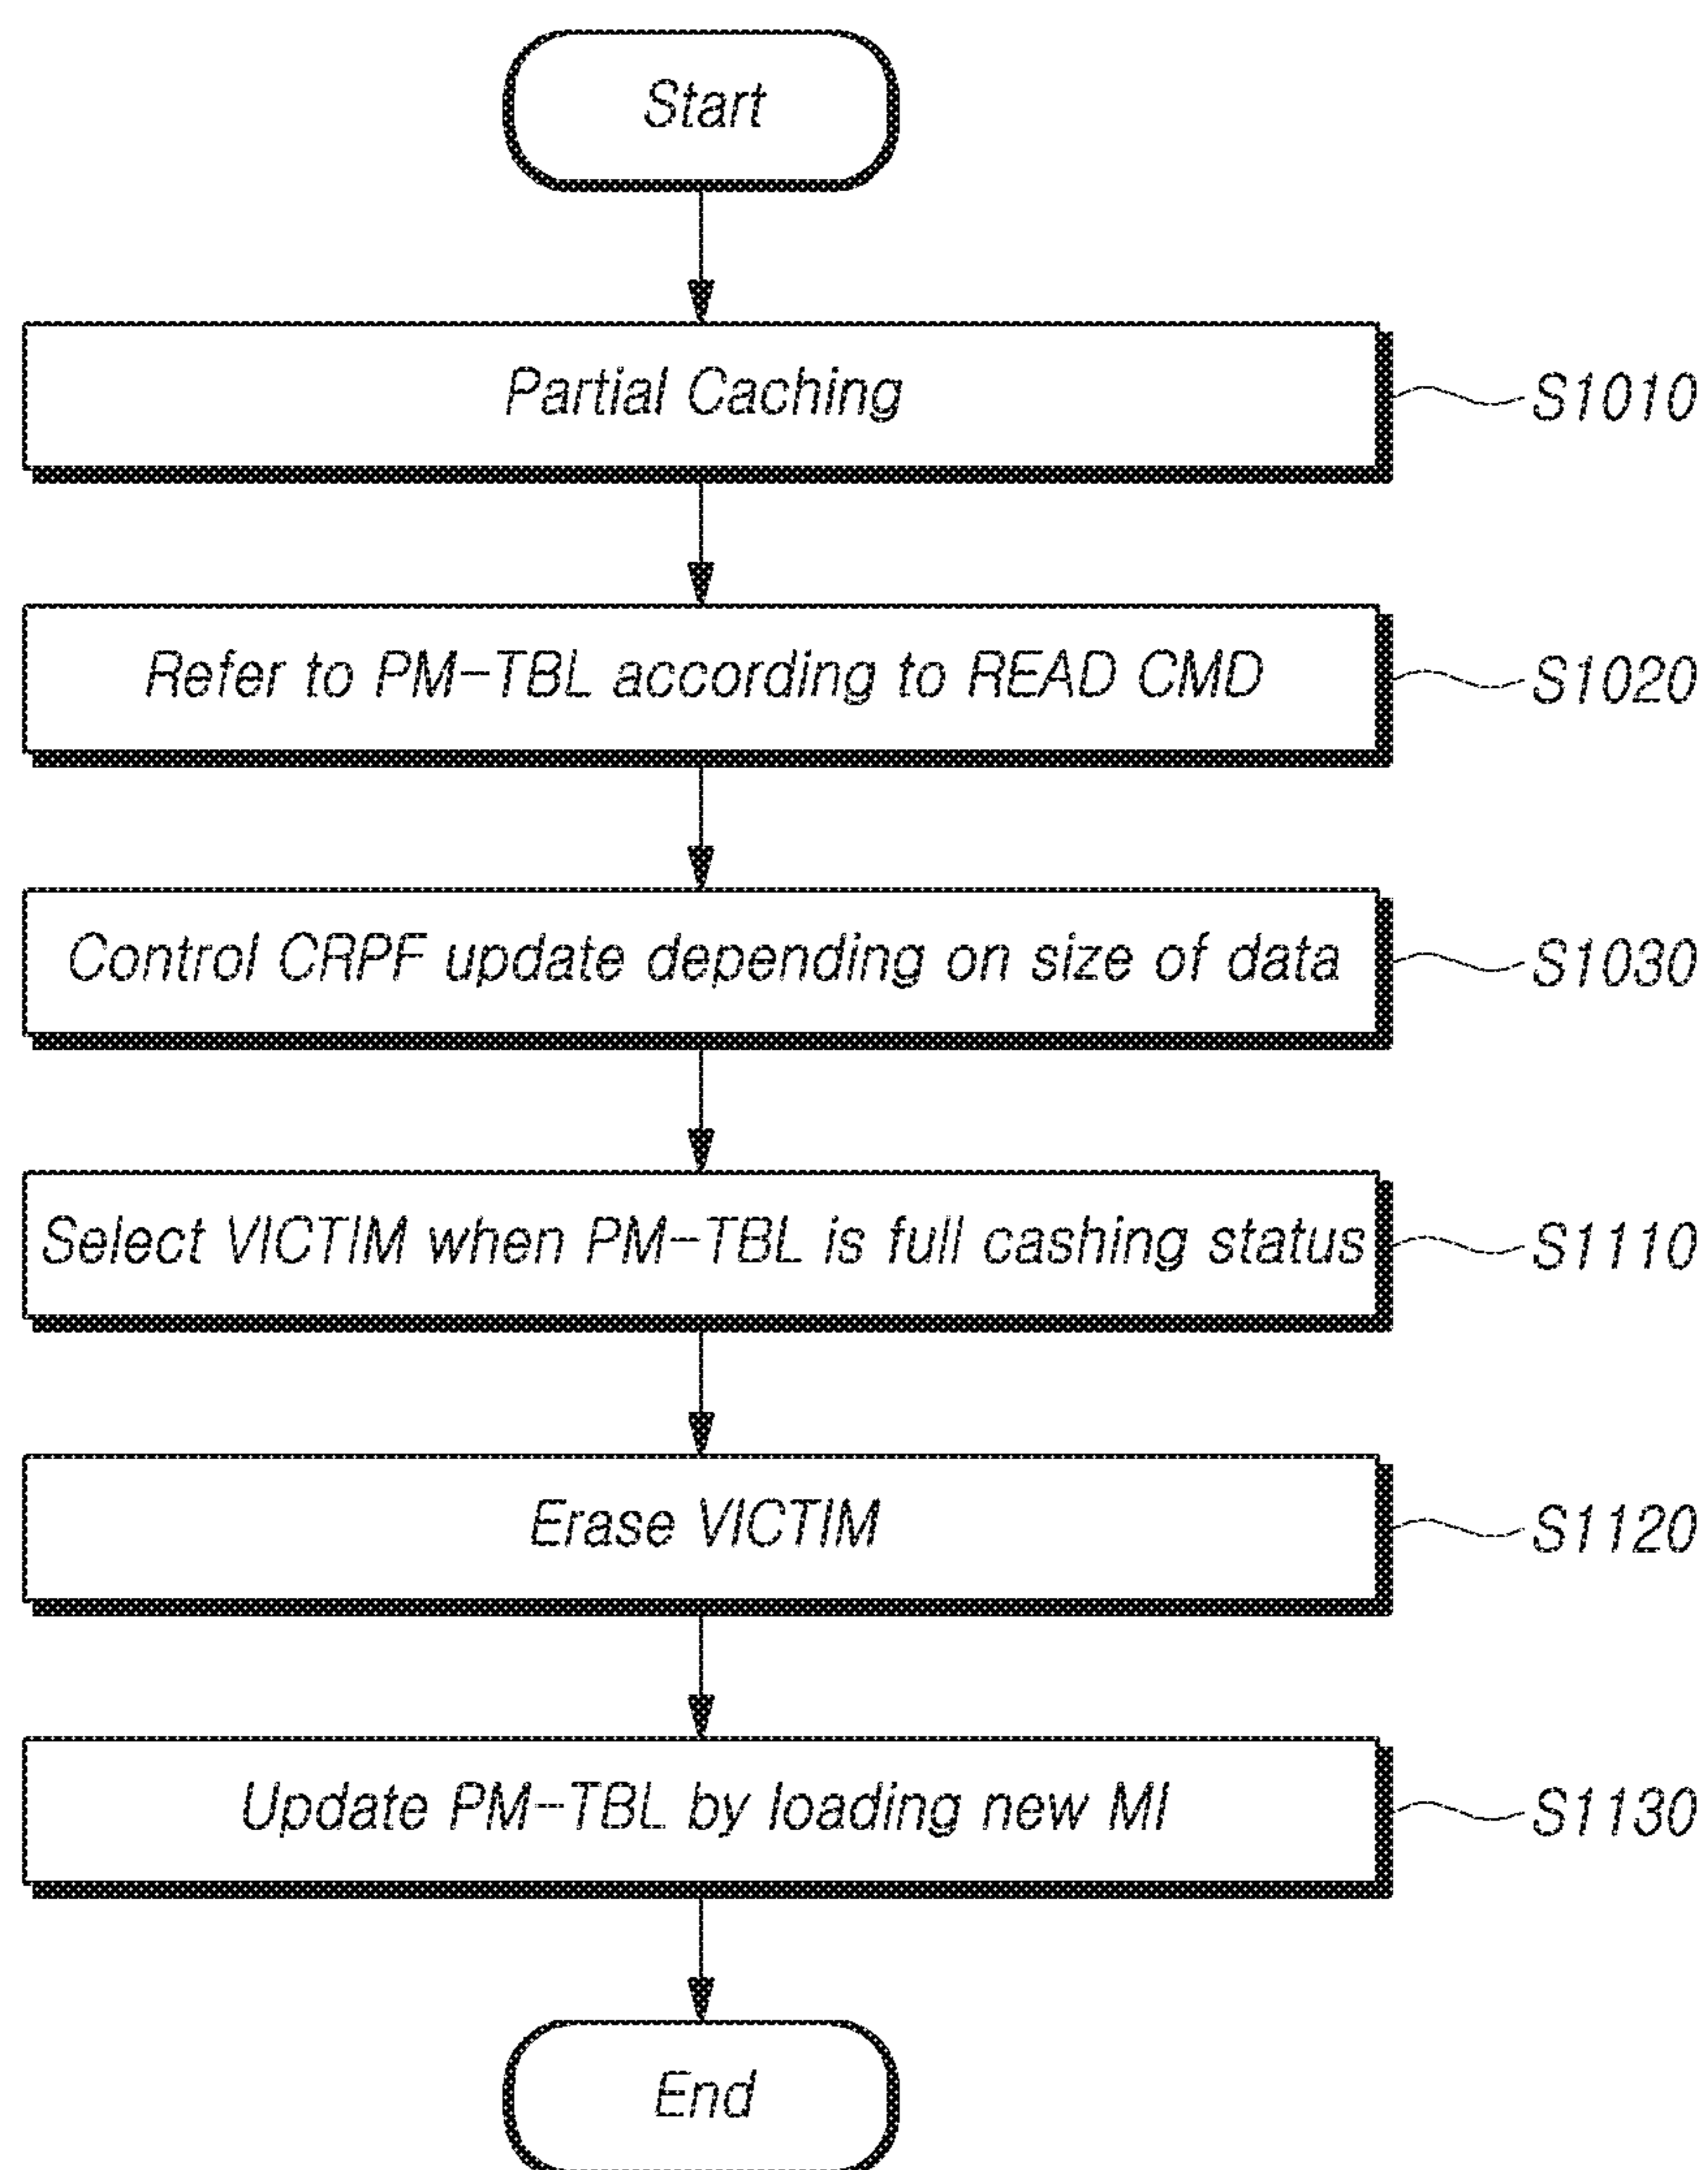 Start
Partial Caching
S1010
Refer to PM-TBL according to READ CMD
S1020
Control CRPF update depending on size of data
S1030
Select VICTIM when PM-TBL is full cashing status
S1110
Erase VICTIM
S1120
Update PM-TBL by loading new MI
S1130
End